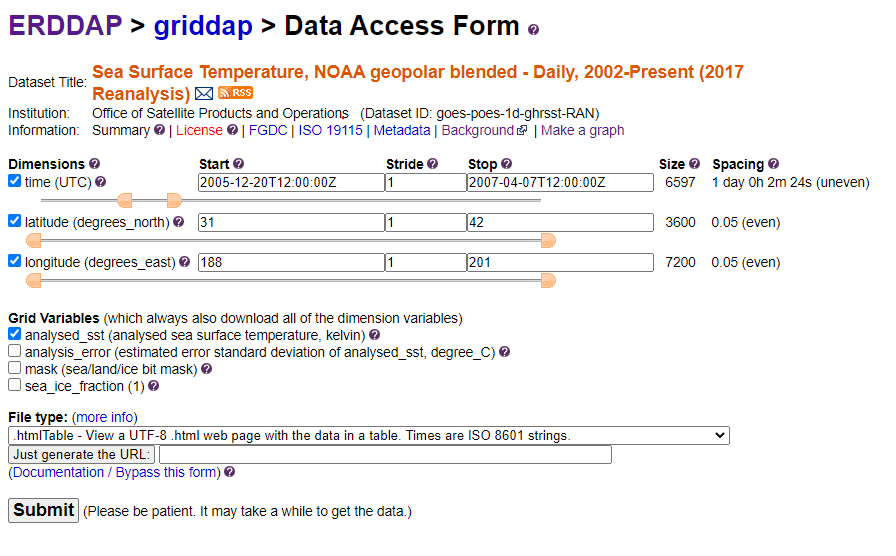 ERDDAP > griddap > Data Access Form ?
Dataset Title: Sea Surface Temperature, NOAA geopolar blended - Daily, 2002-Present (2017
Reanalysis) RSS
Institution: Office of Satellite Products and Operations (Dataset ID: goes-poes-1d-ghrsst-RAN)
Information: Summary ? | License ? | FGDC | ISO 19115 | Metadata | Background | Make a graph
Dimensions ? Start ? Stride ? Stop ? Size ? Spacing ?
time (UTC) ? 2005-12-20T12:00:00Z 1 2007-04-07T12:00:00Z 6597 1 day 0h 2m 24s (uneven)
latitude (degrees_north) ? 31 1 42 3600 0.05 (even)
longitude (degrees_east) ? 188 1 201 7200 0.05 (even)
Grid Variables (which always also download all of the dimension variables)
analysed_sst (analysed sea surface temperature, kelvin) ?
analysis_error (estimated error standard deviation of analysed_sst, degree_C) ?
mask (sea/land/ice bit mask) ?
sea_ice_fraction (1) ?
File type: (more info)
.htmlTable - View a UTF-8 .html web page with the data in a table. Times are ISO 8601 strings.
Just generate the URL:
(Documentation / Bypass this form) ?
Submit (Please be patient. It may take a while to get the data.)